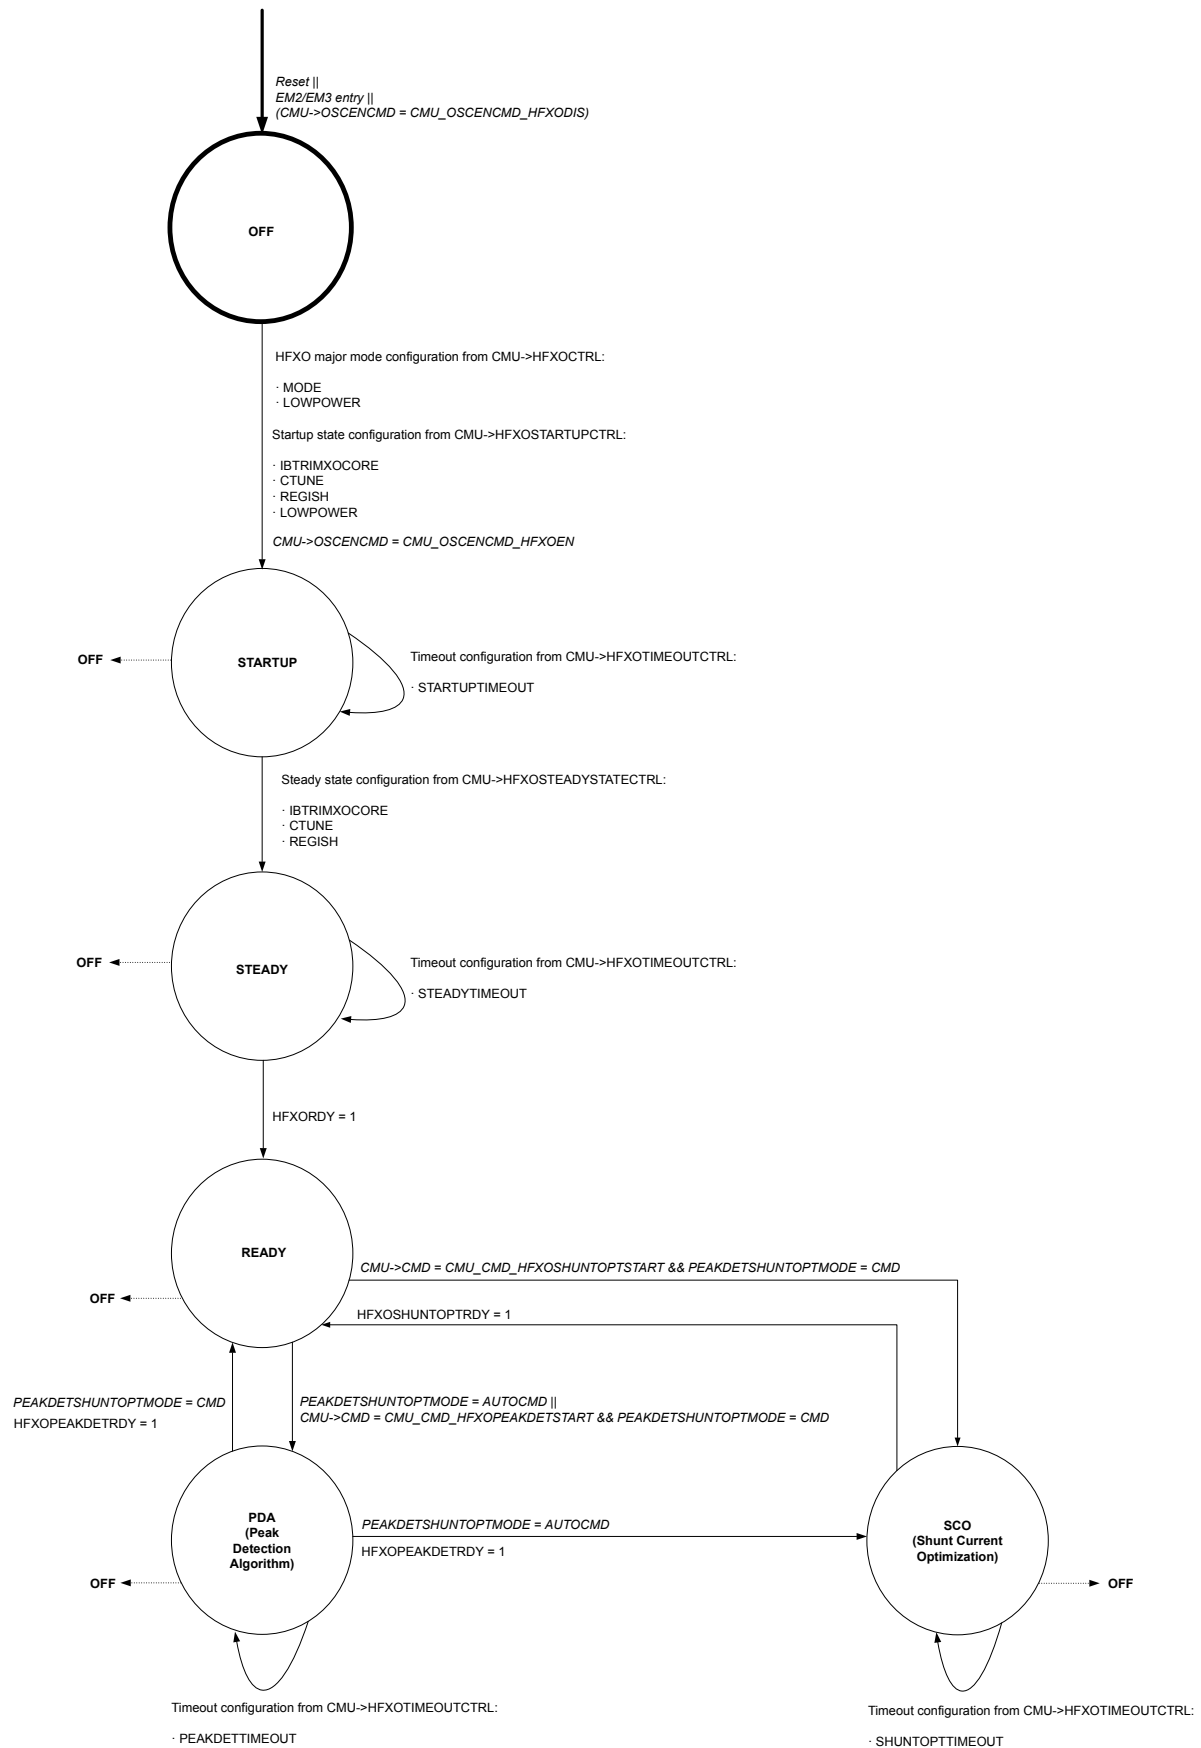 Reset ||
EM2/EM3 entry ||
(CMU->OSCENCMD = CMU_OSCENCMD_HFXODIS)
OFF
HFXO major mode configuration from CMU->HFXOCTRL:
· MODE
· LOWPOWER
Startup state configuration from CMU->HFXOSTARTUPCTRL:
· IBTRIMXOCORE
· CTUNE
· REGISH
· LOWPOWER
CMU->OSCENCMD = CMU_OSCENCMD_HFXOEN
OFF
STARTUP
Timeout configuration from CMU->HFXOTIMEOUTCTRL:
· STARTUPTIMEOUT
Steady state configuration from CMU->HFXOSTEADYSTATECTRL:
· IBTRIMXOCORE
· CTUNE
· REGISH
OFF
STEADY
Timeout configuration from CMU->HFXOTIMEOUTCTRL:
· STEADYTIMEOUT
HFXORDY = 1
READY
CMU->CMD = CMU_CMD_HFXOSHUNTOPTSTART && PEAKDETSHUNTOPTMODE = CMD
OFF
HFXOSHUNTOPTRDY = 1
PEAKDETSHUNTOPTMODE = CMD
HFXOPEAKDETRDY = 1
PEAKDETSHUNTOPTMODE = AUTOCMD ||
CMU->CMD = CMU_CMD_HFXOPEAKDETSTART && PEAKDETSHUNTOPTMODE = CMD
PDA
(Peak
Detection
Algorithm)
PEAKDETSHUNTOPTMODE = AUTOCMD
HFXOPEAKDETRDY = 1
SCO
(Shunt Current
Optimization)
OFF
OFF
Timeout configuration from CMU->HFXOTIMEOUTCTRL:
· PEAKDETTIMEOUT
Timeout configuration from CMU->HFXOTIMEOUTCTRL:
· SHUNTOPTTIMEOUT